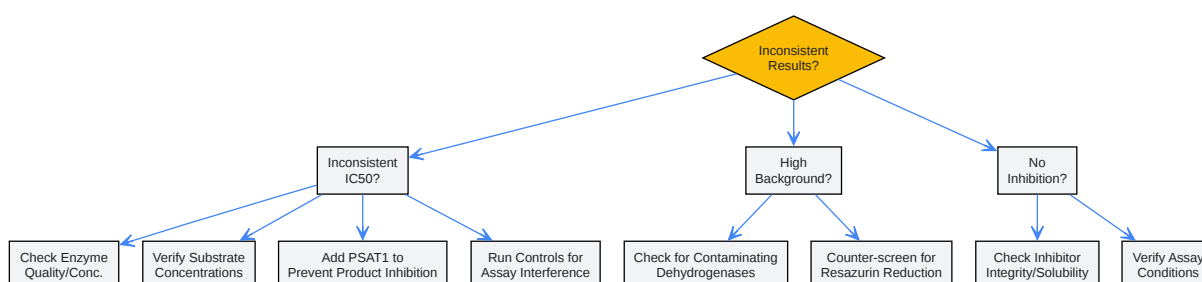 Inconsistent
Results?
Inconsistent
IC50?
High
Background?
No
Inhibition?
Check Enzyme
Quality/Conc.
Verify Substrate
Concentrations
Add PSAT1 to
Prevent Product Inhibition
Run Controls for
Assay Interference
Check for Contaminating
Dehydrogenases
Counter-screen for
Resazurin Reduction
Check Inhibitor
Integrity/Solubility
Verify Assay
Conditions